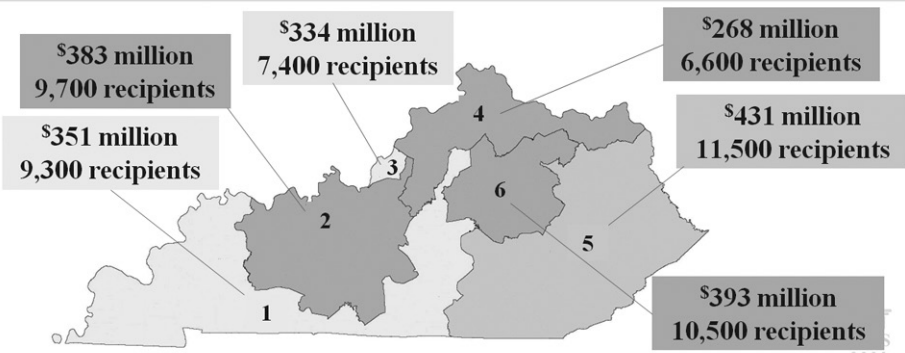 $334 million
7,400 recipients
$268 million
6,600 recipients
$383 million
9,700 recipients
$431 million
11,500 recipients
$351 million
9,300 recipients
4
3
6
2
5
1
$393 million
10,500 recipients